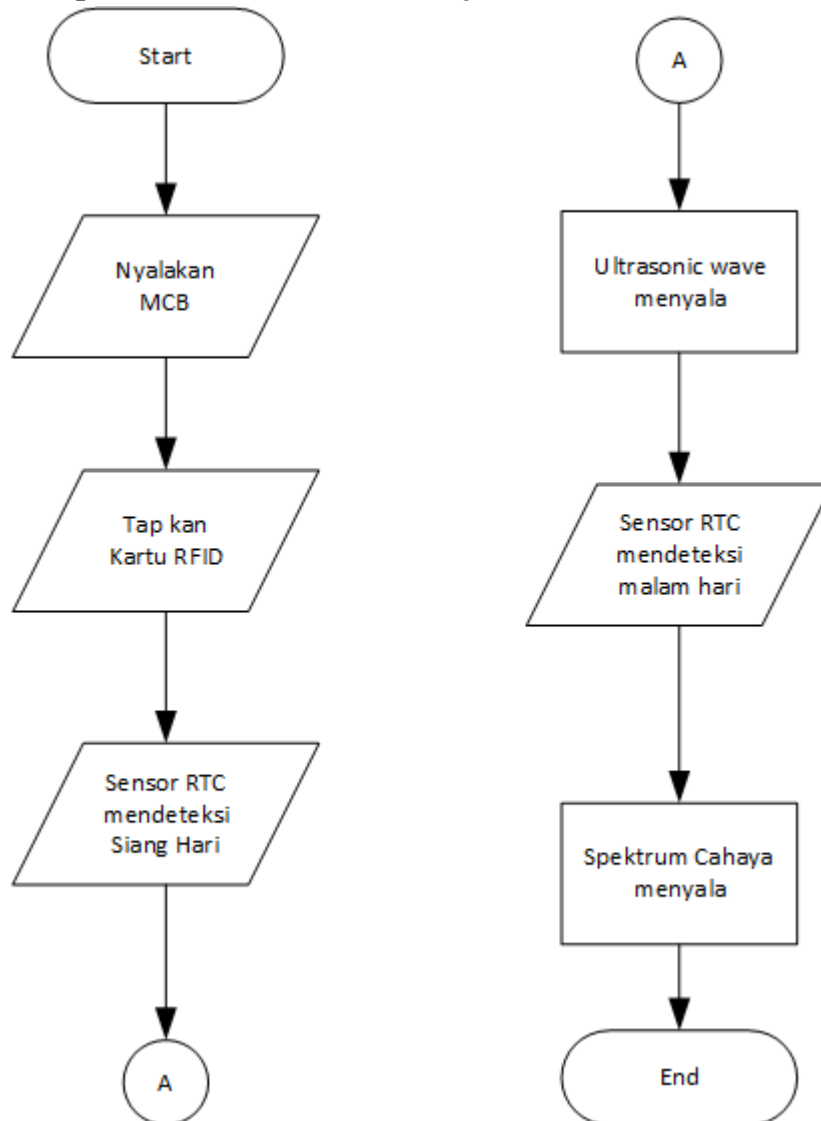 Start
Nyalakan
MCB
Tap kan
Kartu RFID
Sensor RTC
mendeteksi
Siang Hari
A
A
Ultrasonic wave
menyala
Sensor RTC
mendeteksi
malam hari
Spektrum Cahaya
menyala
End